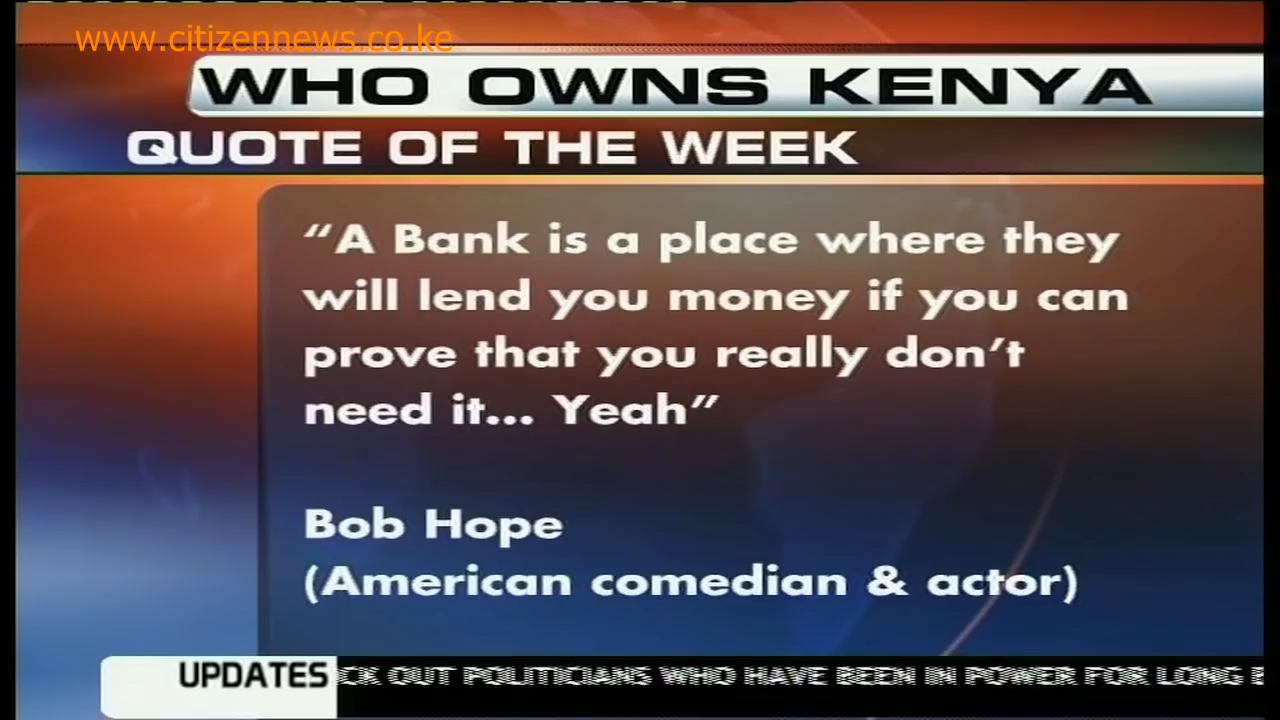 www.citizennews.co.ke
WHO OWNS KENYA
QUOTE OF THE WEEK
“A Bank is a place where they
will lend you money if you can
prove that you really don’t
need it... Yeah”
Bob Hope
(American comedian & actor)
UPDATES
CK OUT POLITICIANS WHO HAVE BEEN IN POWER FOR LONG